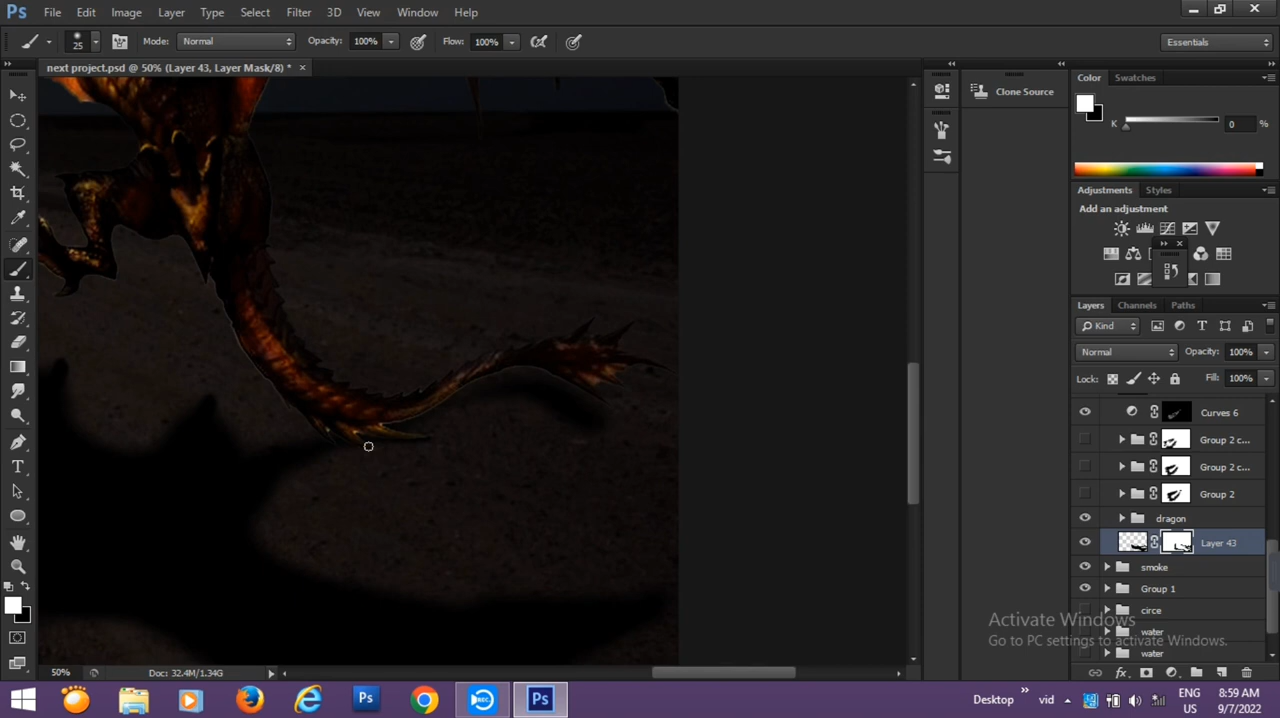 Ps File Edit Image Layer Type Select Filter 3D View Window Help
25 Mode: Normal Opacity: 100% Flow: 100% Essentials
next project.psd @ 50% (Layer 43, Layer Mask/8) * ×
Color Swatches
Clone Source
K 0 %
Adjustments Styles
Add an adjustment
Layers Channels Paths
Kind
Normal Opacity: 100%
Lock: Fill: 100%
Curves 6
Group 2 c...
Group 2 c...
Group 2
dragon
Layer 43
smoke
Group 1
circe
water
water
Activate Windows
Go to PC settings to activate Windows.
50% Doc: 32.4M/1.34G
Ps Ps Desktop vid ENG 8:59 AM
US 9/7/2022